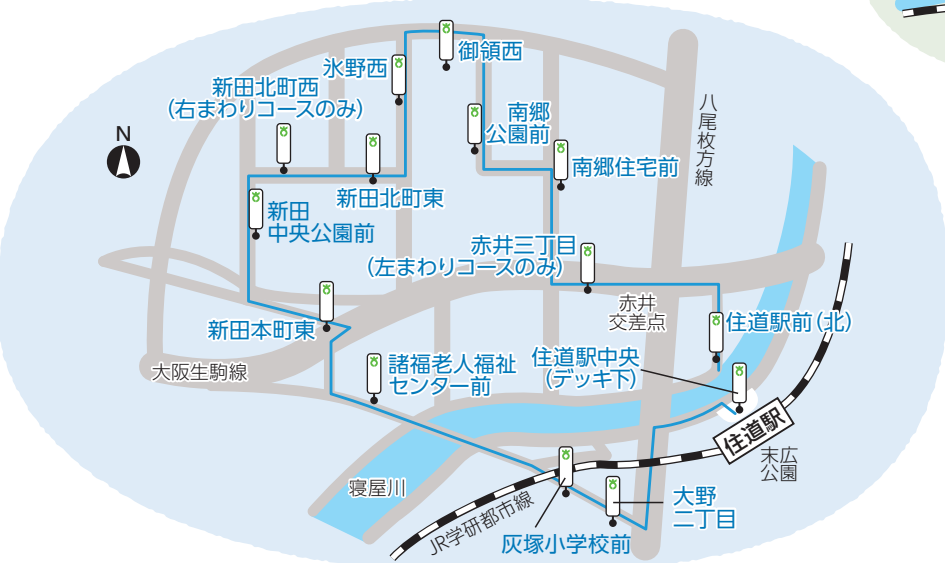 御領西
氷野西
新田北町西
(右まわりコースのみ)
南郷
公園前
八尾枚方線
N
南郷住宅前
新田北町東
新田
中央公園前
赤井三丁目
(左まわりコースのみ)
赤井
交差点
住道駅前(北)
新田本町東
大阪生駒線
諸福老人福祉
センター前
住道駅中央
(デッキ下)
住道駅
末広
公園
寝屋川
JR学研都市線
灰塚小学校前
大野
二丁目